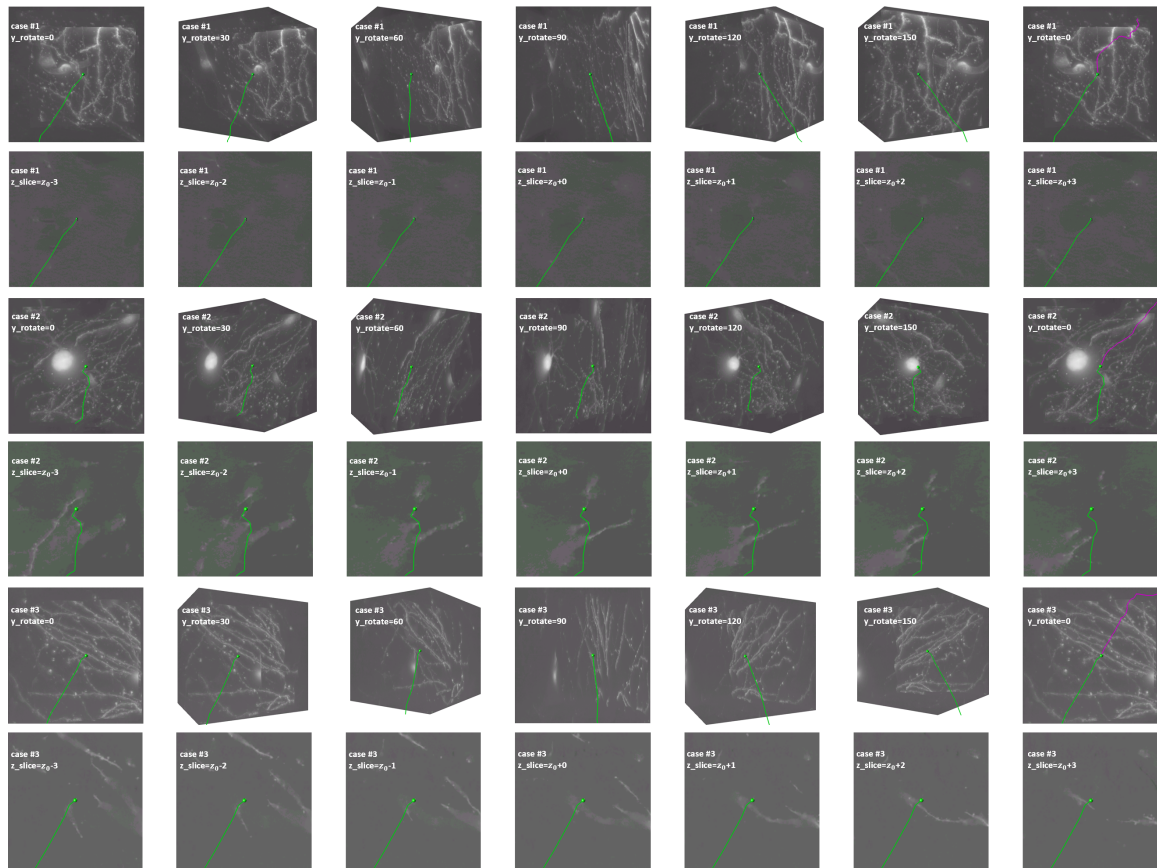 case #1
y_rotate=0
case #1
y_rotate=30
case #1
y_rotate=60
case #1
y_rotate=90
case #1
y_rotate=120
case #1
y_rotate=150
case #1
y_rotate=0
case #1
z_slice=z₀-3
case #1
z_slice=z₀-2
case #1
z_slice=z₀-1
case #1
z_slice=z₀+0
case #1
z_slice=z₀+1
case #1
z_slice=z₀+2
case #1
z_slice=z₀+3
case #2
y_rotate=0
case #2
y_rotate=30
case #2
y_rotate=60
case #2
y_rotate=90
case #2
y_rotate=120
case #2
y_rotate=150
case #2
y_rotate=0
case #2
z_slice=z₀-3
case #2
z_slice=z₀-2
case #2
z_slice=z₀-1
case #2
z_slice=z₀+0
case #2
z_slice=z₀+1
case #2
z_slice=z₀+2
case #2
z_slice=z₀+3
case #3
y_rotate=0
case #3
y_rotate=30
case #3
y_rotate=60
case #3
y_rotate=90
case #3
y_rotate=120
case #3
y_rotate=150
case #3
y_rotate=0
case #3
z_slice=z₀-3
case #3
z_slice=z₀-2
case #3
z_slice=z₀-1
case #3
z_slice=z₀+0
case #3
z_slice=z₀+1
case #3
z_slice=z₀+2
case #3
z_slice=z₀+3